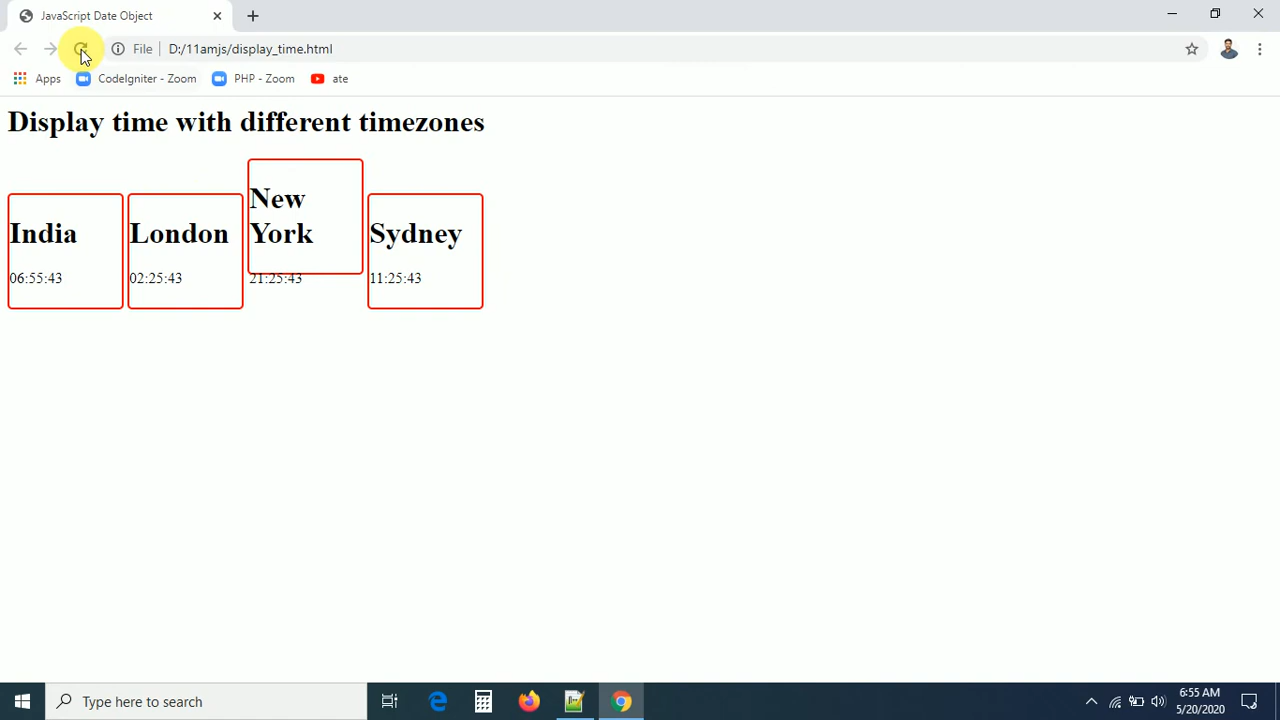 JavaScript Date Object
File D:/11amjs/display_time.html
Apps CodeIgniter - Zoom PHP - Zoom ate
Display time with different timezones
India
06:55:43
London
02:25:43
New
York
21:25:43
Sydney
11:25:43
Type here to search
6:55 AM
5/20/2020